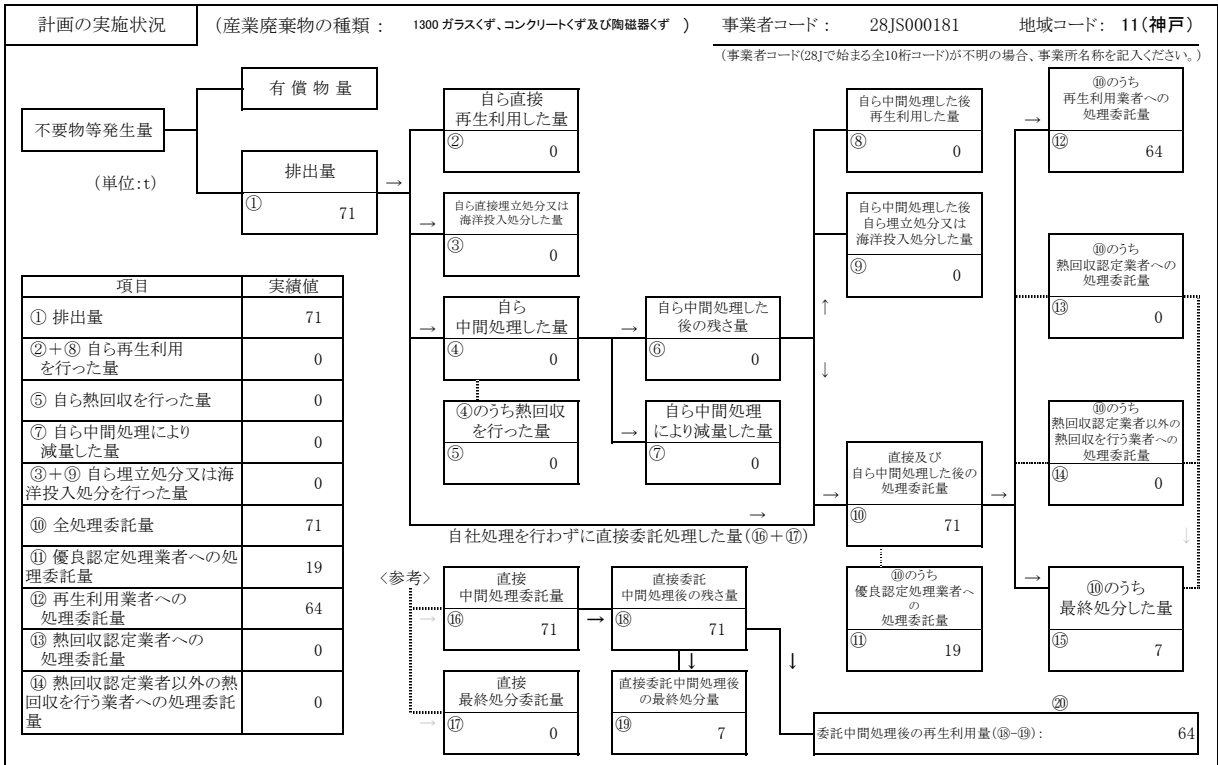 計画の実施状況
(産業廃棄物の種類： 1300 ガラスくず、コンクリートくず及び陶磁器くず )
事業者コード： 28JS000181 地域コード： 11(神戸)
(事業者コード(28Jで始まる全10桁コード)が不明の場合、事業所名称を記入ください。)
不要物等発生量
(単位:t)
有償物量
排出量
→
① 71
自ら直接
再生利用した量
② 0
→
自ら直接埋立処分又は
海洋投入処分した量
③ 0
→
自ら
中間処理した量
④ 0
④のうち熱回収
を行った量
⑤ 0
→
自ら中間処理した
後の残さ量
⑥ 0
→
自ら中間処理
により減量した量
⑦ 0
自ら中間処理した後
再生利用した量
⑧ 0
自ら中間処理した後
自ら埋立処分又は
海洋投入処分した量
⑨ 0
↑
↓
→
自社処理を行わずに直接委託処理した量(⑯+⑰)
→
直接及び
自ら中間処理した後の
処理委託量
⑩ 71
→
⑩のうち
優良認定処理業者へ
の
処理委託量
⑪ 19
→
⑩のうち
再生利用業者への
処理委託量
⑫ 64
⑩のうち
熱回収認定業者への
処理委託量
⑬ 0
⑩のうち
熱回収認定業者以外の
熱回収を行う業者への
処理委託量
⑭ 0
↓
→
⑩のうち
最終処分した量
⑮ 7
項目 実績値
① 排出量 71
②+⑧ 自ら再生利用
を行った量 0
⑤ 自ら熱回収を行った量 0
⑦ 自ら中間処理により
減量した量 0
③+⑨ 自ら埋立処分又は海
洋投入処分を行った量 0
⑩ 全処理委託量 71
⑪ 優良認定処理業者への処
理委託量 19
⑫ 再生利用業者への
処理委託量 64
⑬ 熱回収認定業者への
処理委託量 0
⑭ 熱回収認定業者以外の熱
回収を行う業者への処理委託
量 0
〈参考〉
→
直接
中間処理委託量
⑯ 71
→
直接委託
中間処理後の残さ量
⑱ 71
→
直接
最終処分委託量
⑰ 0
↓
直接委託中間処理後
の最終処分量
⑲ 7
↓
⑳
委託中間処理後の再生利用量(⑱-⑲)： 64